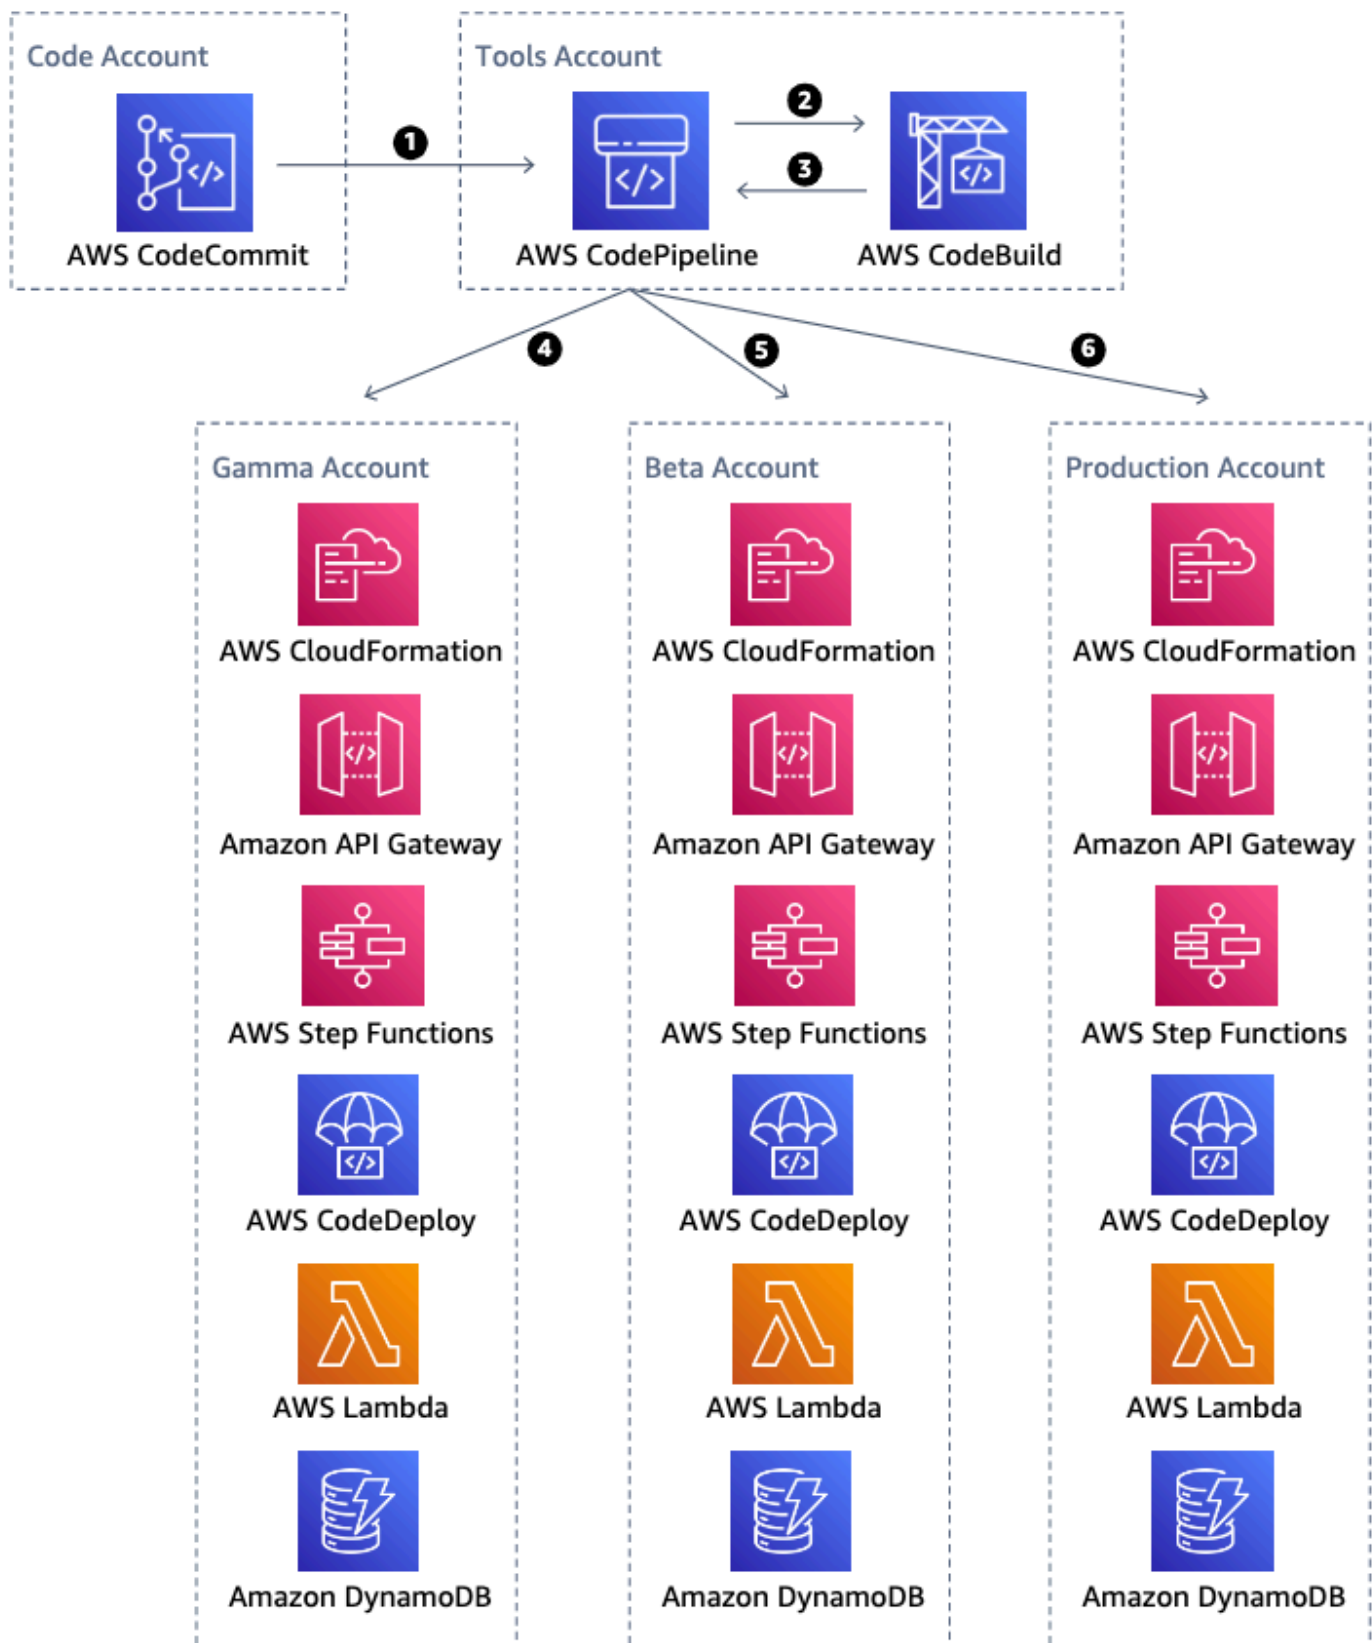 Code Account
Tools Account
1
2
3
</>
</>
</>
AWS CodeCommit
AWS CodePipeline
AWS CodeBuild
4
5
6
Gamma Account
Beta Account
Production Account
AWS CloudFormation
AWS CloudFormation
AWS CloudFormation
</>
</>
</>
Amazon API Gateway
Amazon API Gateway
Amazon API Gateway
AWS Step Functions
AWS Step Functions
AWS Step Functions
</>
</>
</>
AWS CodeDeploy
AWS CodeDeploy
AWS CodeDeploy
AWS Lambda
AWS Lambda
AWS Lambda
Amazon DynamoDB
Amazon DynamoDB
Amazon DynamoDB